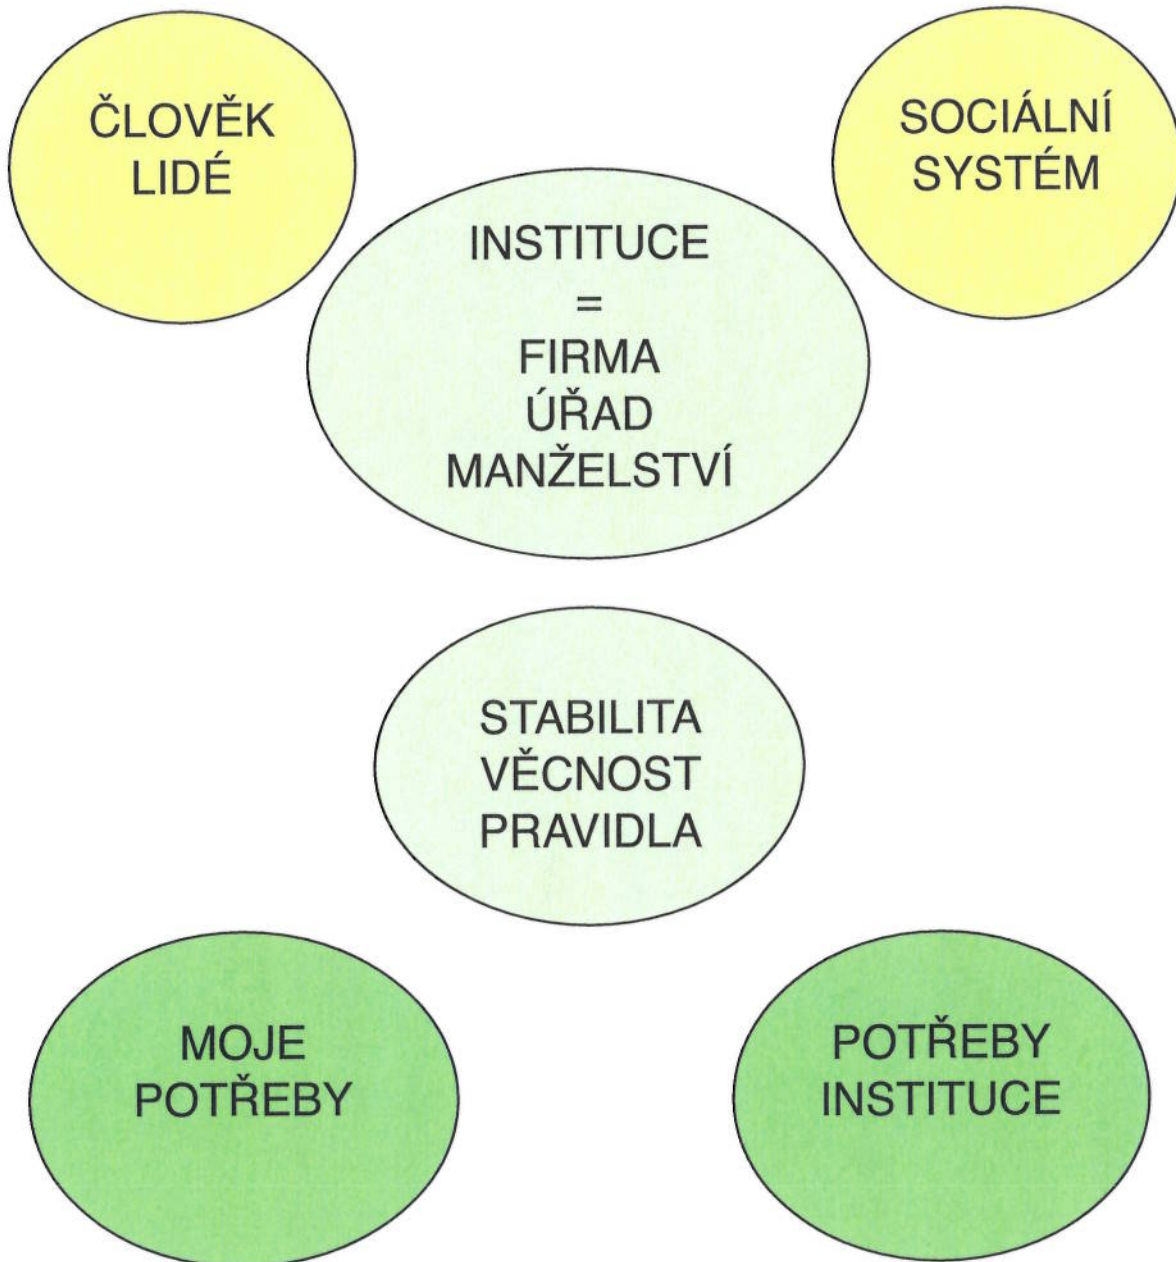 ČLOVĚK
LIDÉ
SOCIÁLNÍ
SYSTÉM
INSTITUCE
=
FIRMA
ÚŘAD
MANŽELSTVÍ
STABILITA
VĚCNOST
PRAVIDLA
MOJE
POTŘEBY
POTŘEBY
INSTITUCE